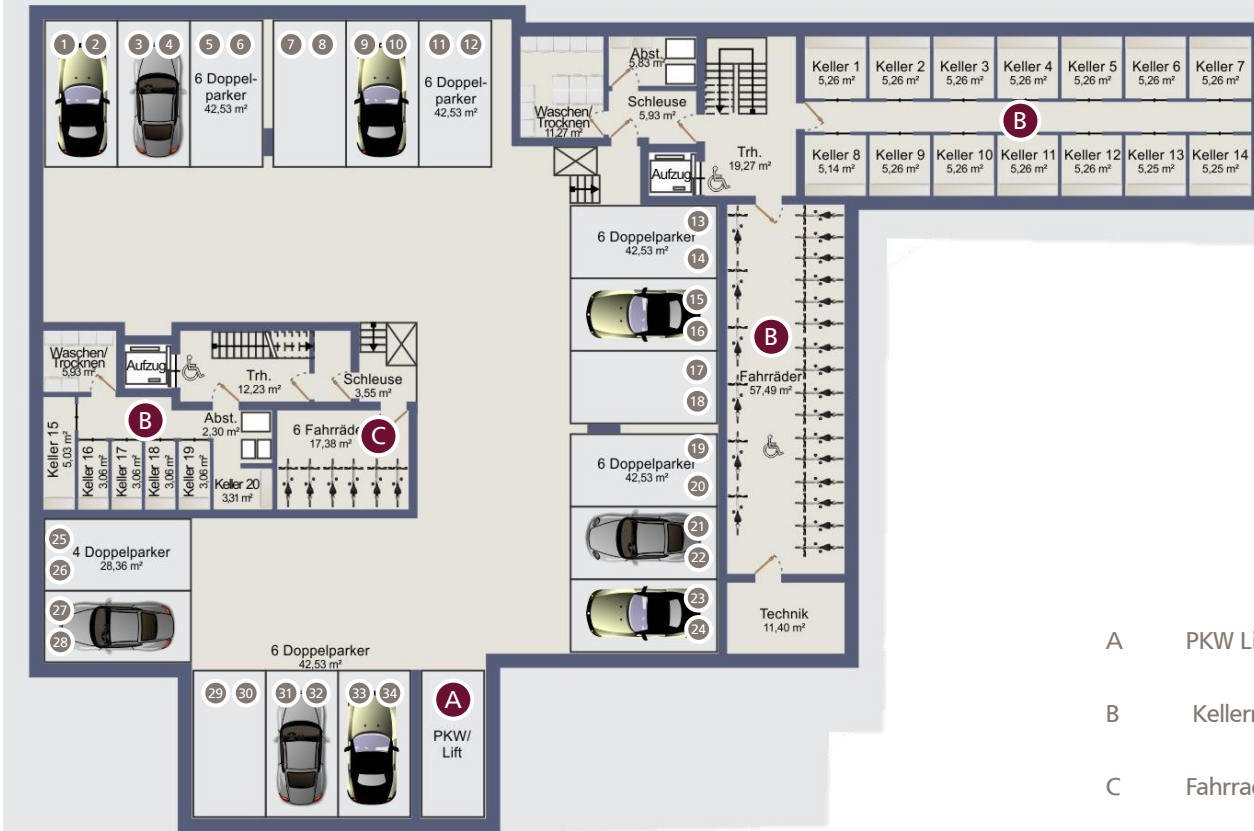 1 2 3 4 5 6 7 8 9 10 11 12
6 Doppel-
parker
42,53 m²
6 Doppel-
parker
42,53 m²
Waschen/
Trocknen
11,27 m²
Abst.
5,83 m²
Schleuse
5,93 m²
Aufzug
Trh.
19,27 m²
Keller 1
5,26 m²
Keller 2
5,26 m²
Keller 3
5,26 m²
Keller 4
5,26 m²
Keller 5
5,26 m²
Keller 6
5,26 m²
Keller 7
5,26 m²
B
Keller 8
5,14 m²
Keller 9
5,26 m²
Keller 10
5,26 m²
Keller 11
5,26 m²
Keller 12
5,26 m²
Keller 13
5,25 m²
Keller 14
5,25 m²
6 Doppelparker
42,53 m²
13
14
15
16
17
18
B
Fahrräder
57,49 m²
6 Doppelparker
42,53 m²
19
20
21
22
23
24
Technik
11,40 m²
Waschen/
Trocknen
5,93 m²
Aufzug
Trh.
12,23 m²
Schleuse
3,55 m²
B
Abst.
2,30 m²
6 Fahrräde
17,38 m²
C
Keller 15
5,03 m²
Keller 16
3,06 m²
Keller 17
3,06 m²
Keller 18
3,06 m²
Keller 19
3,06 m²
Keller 20
3,31 m²
25
26
4 Doppelparker
28,36 m²
27
28
6 Doppelparker
42,53 m²
29 30 31 32 33 34
A
PKW/
Lift
A PKW Li
B Keller
C Fahrra